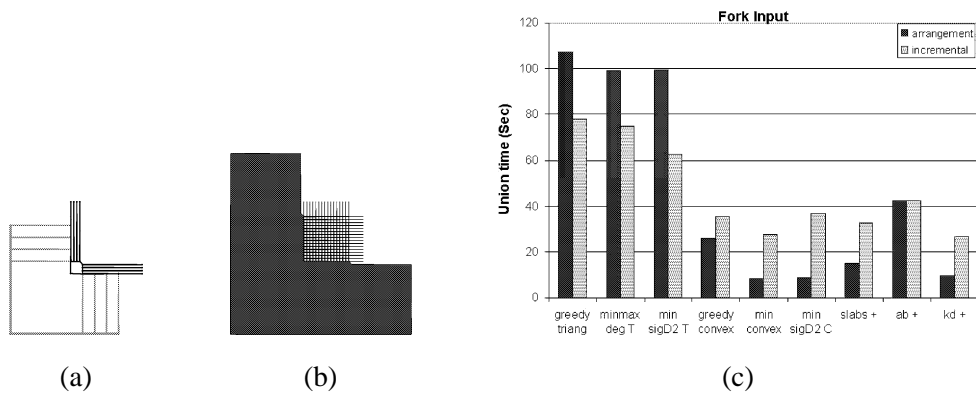 Fork Input
arrangement
incremental
Union time (Sec)
120
100
80
60
40
20
0
greedy triang
minmax deg T
min sigD2 T
greedy convex
min convex
min sigD2 C
slabs +
ab +
kd +
(a)
(b)
(c)